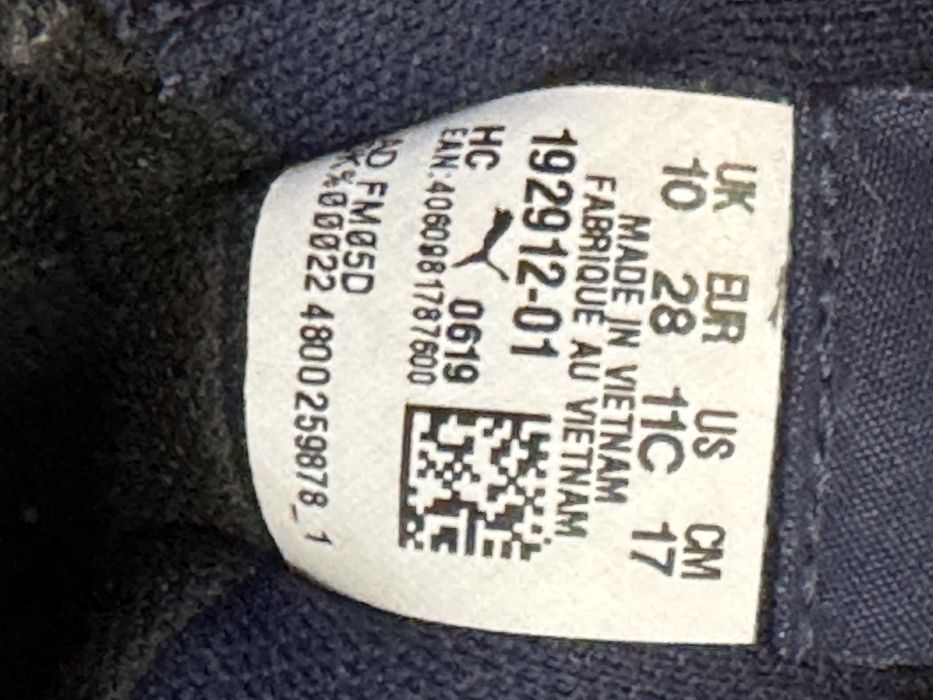 UK EUR US CM
10 28 11C 17
MADE IN VIETNAM
FABRIQUE AU VIETNAM
192912-01
HC 0619
EAN:4060981787600
FM05D
%00022 4800259878_1